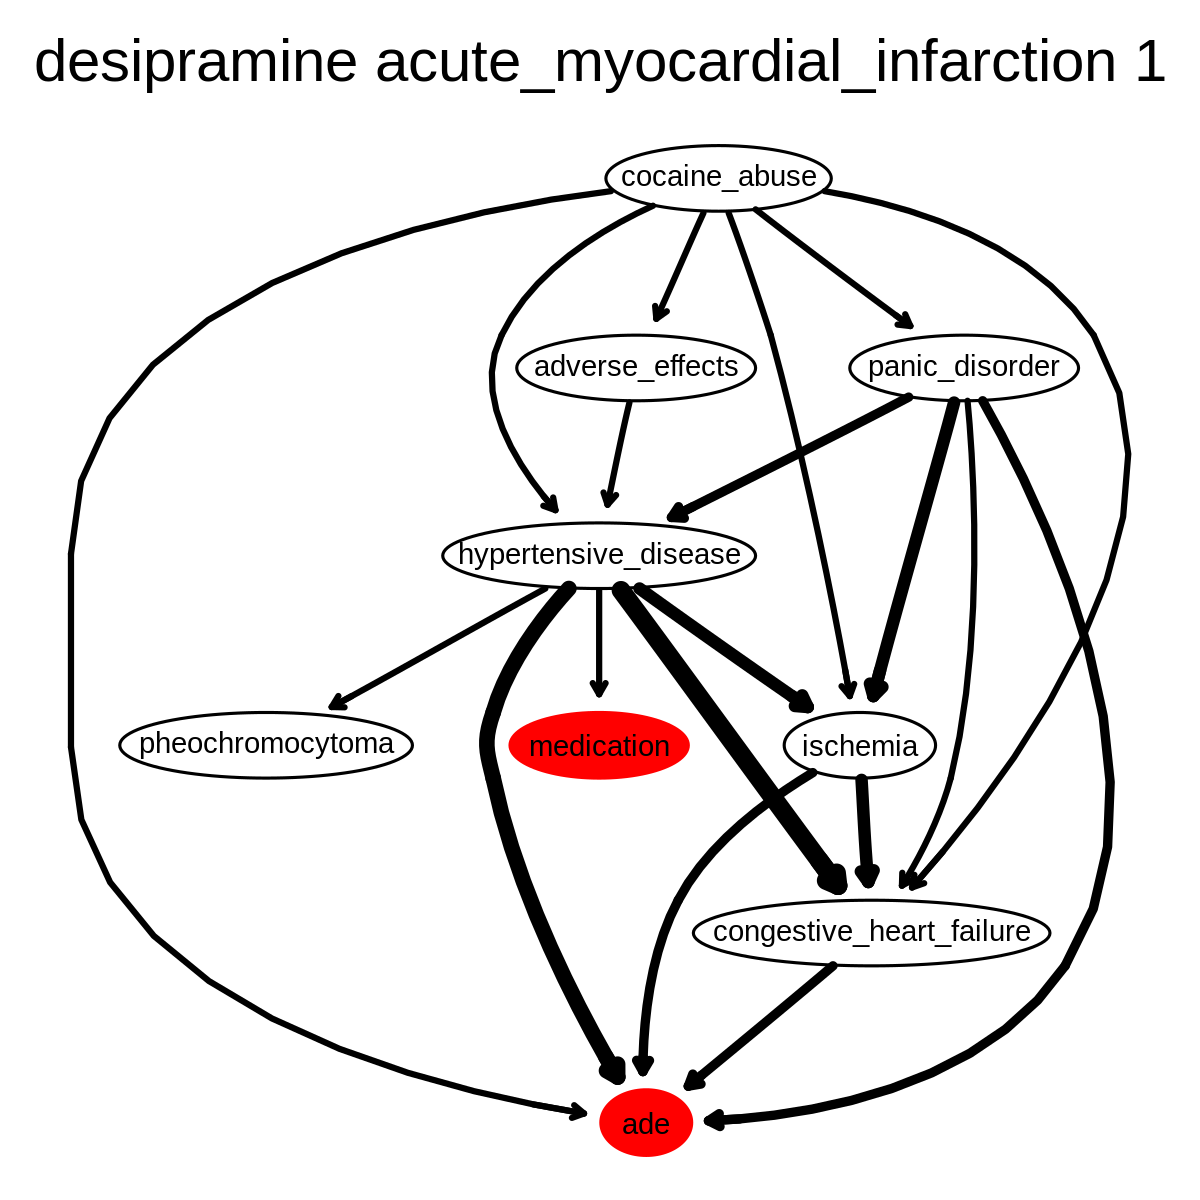 desipramine acute_myocardial_infarction 1
cocaine_abuse
adverse_effects
panic_disorder
hypertensive_disease
pheochromocytoma
medication
ischemia
congestive_heart_failure
ade